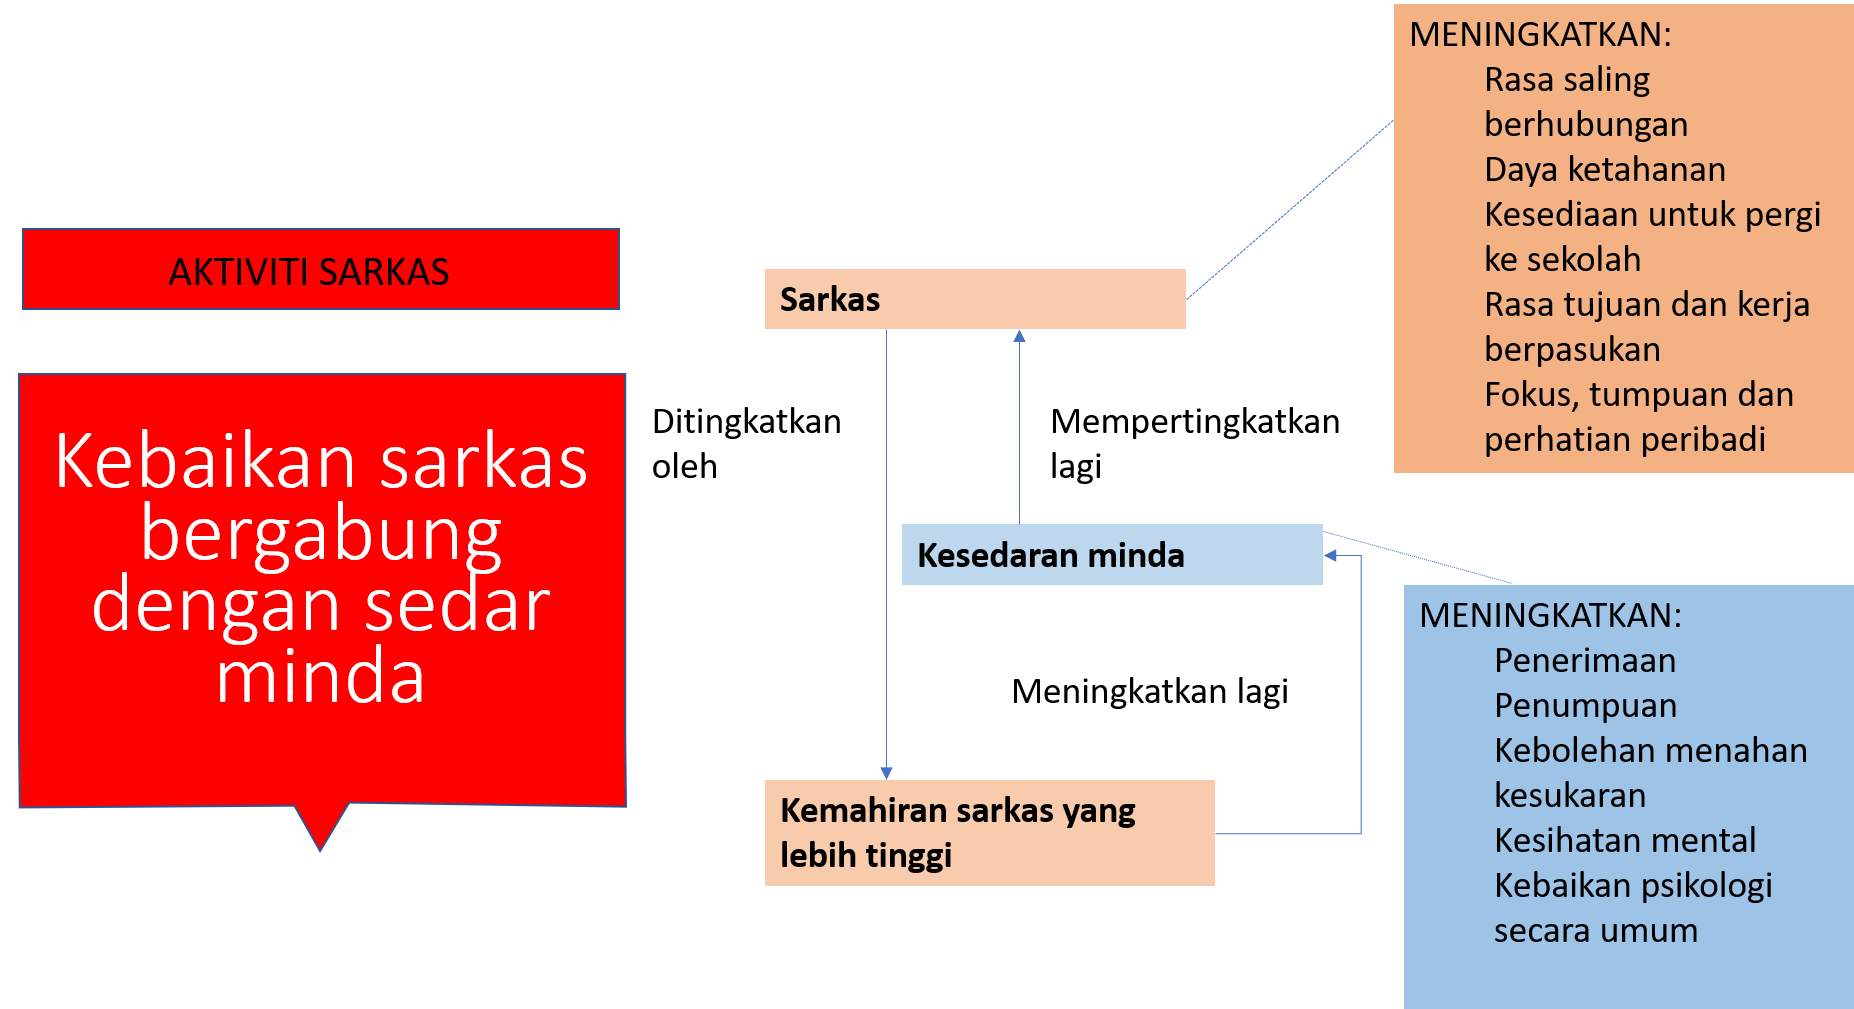 AKTIVITI SARKAS
Kebaikan sarkas
bergabung
dengan sedar
minda
Sarkas
Ditingkatkan
oleh
Mempertingkatkan
lagi
Kesedaran minda
Meningkatkan lagi
Kemahiran sarkas yang
lebih tinggi
MENINGKATKAN:
Rasa saling
berhubungan
Daya ketahanan
Kesediaan untuk pergi
ke sekolah
Rasa tujuan dan kerja
berpasukan
Fokus, tumpuan dan
perhatian peribadi
MENINGKATKAN:
Penerimaan
Penumpuan
Kebolehan menahan
kesukaran
Kesihatan mental
Kebaikan psikologi
secara umum